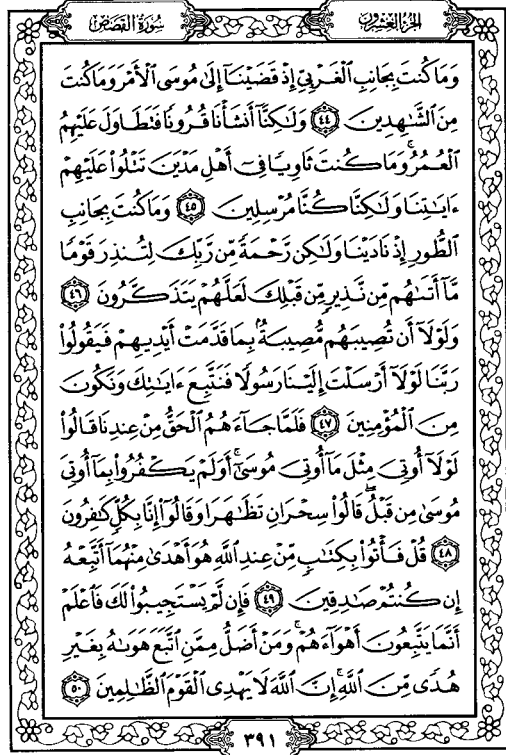 الجزء العشرون
سورة القصص
وَمَا كُنتَ بِجَانِبِ ٱلْغَرْبِيِّ إِذْ قَضَيْنَآ إِلَىٰ مُوسَى ٱلْأَمْرَ وَمَا كُنتَ
مِنَ ٱلشَّٰهِدِينَ ٤٤ وَلَٰكِنَّآ أَنشَأْنَا قُرُونًا فَتَطَاوَلَ عَلَيْهِمُ
ٱلْعُمُرُ ۚ وَمَا كُنتَ ثَاوِيًا فِىٓ أَهْلِ مَدْيَنَ تَتْلُوا۟ عَلَيْهِمْ
ءَايَٰتِنَا وَلَٰكِنَّا كُنَّا مُرْسِلِينَ ٤٥ وَمَا كُنتَ بِجَانِبِ
ٱلطُّورِ إِذْ نَادَيْنَا وَلَٰكِن رَّحْمَةً مِّن رَّبِّكَ لِتُنذِرَ قَوْمًا
مَّآ أَتَىٰهُم مِّن نَّذِيرٍ مِّن قَبْلِكَ لَعَلَّهُمْ يَتَذَكَّرُونَ ٤٦
وَلَوْلَآ أَن تُصِيبَهُم مُّصِيبَةٌۢ بِمَا قَدَّمَتْ أَيْدِيهِمْ فَيَقُولُوا۟
رَبَّنَا لَوْلَآ أَرْسَلْتَ إِلَيْنَا رَسُولًا فَنَتَّبِعَ ءَايَٰتِكَ وَنَكُونَ
مِنَ ٱلْمُؤْمِنِينَ ٤٧ فَلَمَّا جَآءَهُمُ ٱلْحَقُّ مِنْ عِندِنَا قَالُوا۟
لَوْلَآ أُوتِىَ مِثْلَ مَآ أُوتِىَ مُوسَىٰٓ ۚ أَوَلَمْ يَكْفُرُوا۟ بِمَآ أُوتِىَ
مُوسَىٰ مِن قَبْلُ ۖ قَالُوا۟ سِحْرَانِ تَظَٰهَرَا وَقَالُوٓا۟ إِنَّا بِكُلٍّ كَٰفِرُونَ
٤٨ قُلْ فَأْتُوا۟ بِكِتَٰبٍ مِّنْ عِندِ ٱللَّهِ هُوَ أَهْدَىٰ مِنْهُمَآ أَتَّبِعْهُ
إِن كُنتُمْ صَٰدِقِينَ ٤٩ فَإِن لَّمْ يَسْتَجِيبُوا۟ لَكَ فَٱعْلَمْ
أَنَّمَا يَتَّبِعُونَ أَهْوَآءَهُمْ ۚ وَمَنْ أَضَلُّ مِمَّنِ ٱتَّبَعَ هَوَىٰهُ بِغَيْرِ
هُدًى مِّنَ ٱللَّهِ ۚ إِنَّ ٱللَّهَ لَا يَهْدِى ٱلْقَوْمَ ٱلظَّٰلِمِينَ ٥٠
٣٩١